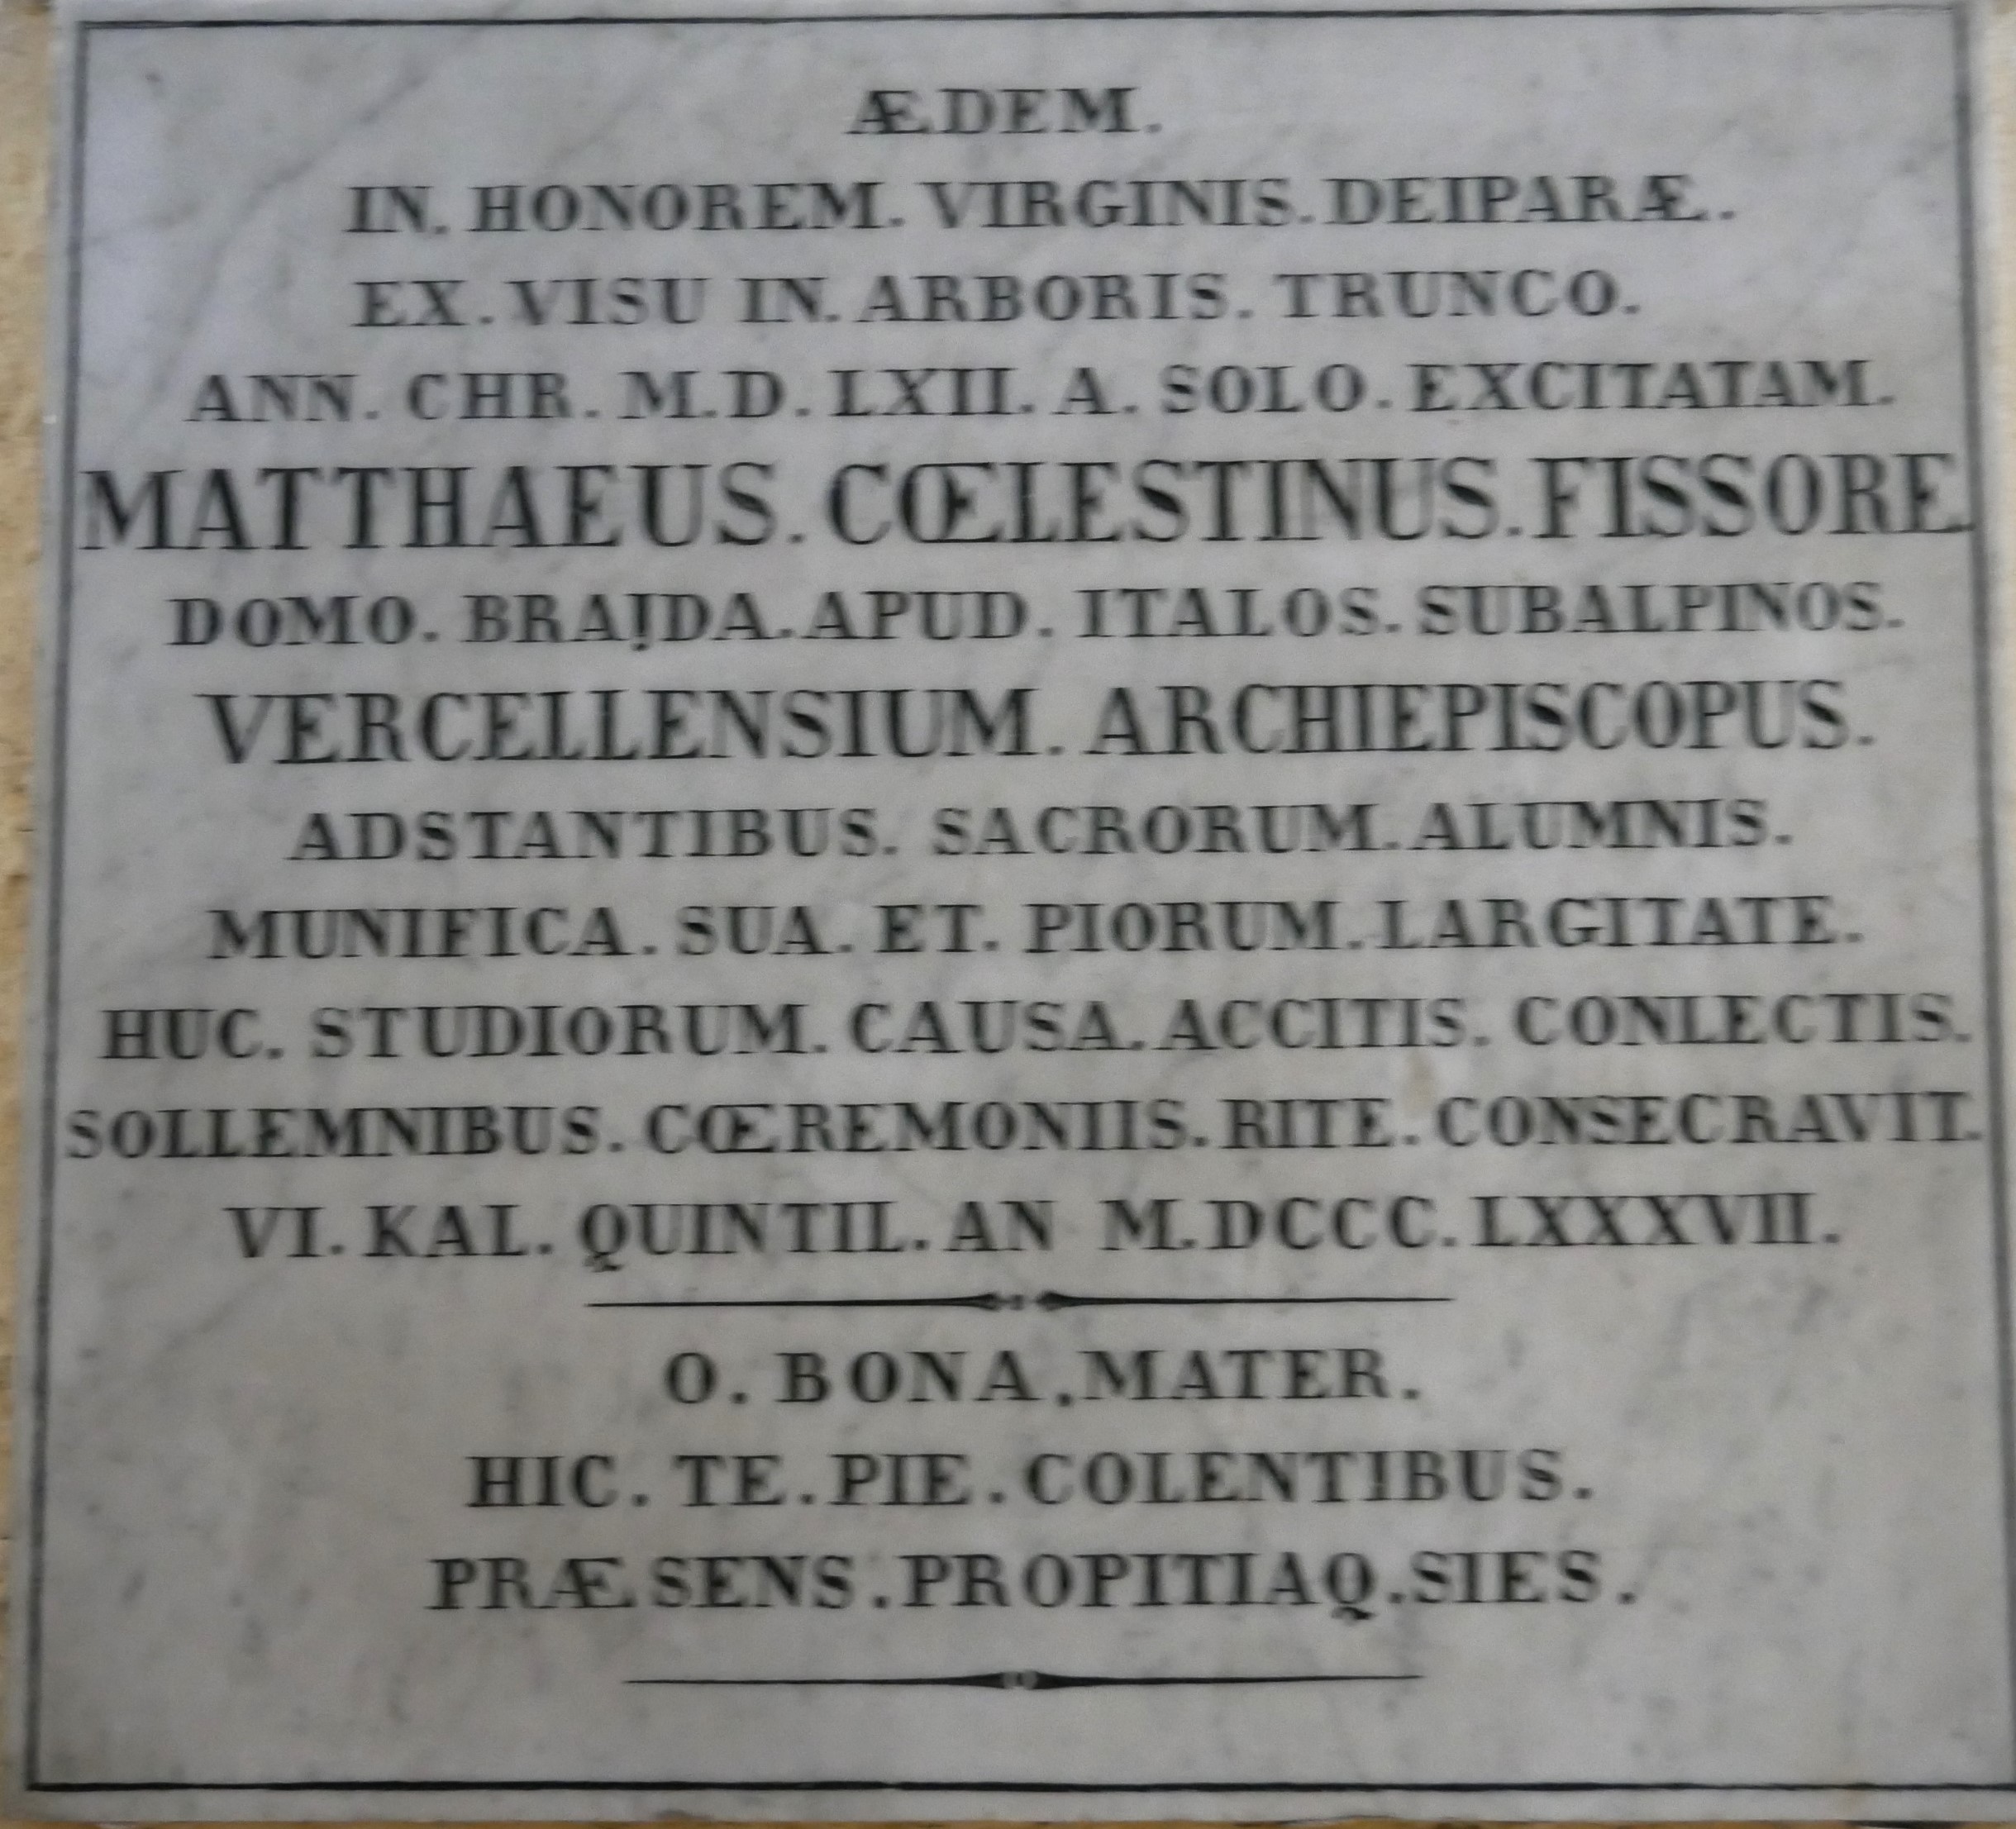 ÆDEM.
IN. HONOREM. VIRGINIS. DEIPARÆ.
EX. VISU IN. ARBORIS. TRUNCO.
ANN. CHR. M.D. LXII. A. SOLO. EXCITATAM.
MATTHAEUS. CŒLESTINUS. FISSORE
DOMO. BRAJDA. APUD. ITALOS. SUBALPINOS.
VERCELLENSIUM. ARCHIEPISCOPUS.
ADSTANTIBUS. SACRORUM. ALUMNIS.
MUNIFICA. SUA. ET. PIORUM. LARGITATE.
HUC. STUDIORUM. CAUSA. ACCITIS. CONLECTIS.
SOLLEMNIBUS. CŒREMONIIS. RITE. CONSECRAVIT.
VI. KAL. QUINTIL. AN M.DCCC. LXXXVII.
O. BONA. MATER.
HIC. TE. PIE. COLENTIBUS.
PRÆSENS. PROPITIAQ. SIES.